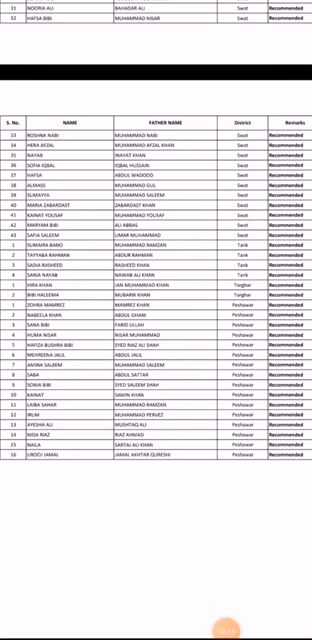 31 NOORIA ALI BAHADAR ALI Swat Recommended
32 HAFSA BIBI MUHAMMAD NISAR Swat Recommended
S. No. NAME FATHER NAME District Remarks
33 ROSHNA NABI MUHAMMAD NABI Swat Recommended
34 HERA AFZAL MUHAMMAD AFZAL KHAN Swat Recommended
35 NAYAB INAYAT KHAN Swat Recommended
36 SOFIA IQBAL IQBAL HUSSAIN Swat Recommended
37 HAFSA ABDUL WADOOD Swat Recommended
38 ALMASS MUHAMMAD GUL Swat Recommended
39 SUMAYYA MUHAMMAD SALEEM Swat Recommended
40 MARIA ZABARDAST ZABARDAST KHAN Swat Recommended
41 KAINAT YOUSAF MUHAMMAD YOUSAF Swat Recommended
42 MARYAM BIBI ALI ABBAS Swat Recommended
43 SAFIA SALEEM UMAR MUHAMMAD Swat Recommended
1 SUMAIRA BANO MUHAMMAD RAMZAN Tank Recommended
2 TAYYABA RAHMAN ABDUR RAHMAN Tank Recommended
3 SADIA RASHEED RASHEED KHAN Tank Recommended
4 SANIA NAYAB NAWAB ALI KHAN Tank Recommended
1 HIRA KHAN JAN MUHAMMAD KHAN Torghar Recommended
2 BIBI HALEEMA MUBARIK KHAN Torghar Recommended
1 ZOHRA MAMREZ MAMREZ KHAN Peshawar Recommended
2 NABEELA KHAN ABDUL GHANI Peshawar Recommended
3 SANA BIBI FARID ULLAH Peshawar Recommended
4 HUMA NISAR NISAR MUHAMMAD Peshawar Recommended
5 HAFIZA BUSHRA BIBI SYED RIAZ ALI SHAH Peshawar Recommended
6 MEHREENA JALIL ABDUL JALIL Peshawar Recommended
7 AMINA SALEEM MUHAMMAD SALEEM Peshawar Recommended
8 SABA ABDUL SATTAR Peshawar Recommended
9 SONIA BIBI SYED SALEEM SHAH Peshawar Recommended
10 KAINAT SAMIN KHAN Peshawar Recommended
11 LAIBA SAHAR MUHAMMAD RAMZAN Peshawar Recommended
12 IRUM MUHAMMAD PERVEZ Peshawar Recommended
13 AYESHA ALI MUSHTAQ ALI Peshawar Recommended
14 NIDA RIAZ RIAZ AHMAD Peshawar Recommended
15 NAILA SARTAJ ALI KHAN Peshawar Recommended
16 UROOJ JAMAL JAMAL AKHTAR QURESHI Peshawar Recommended